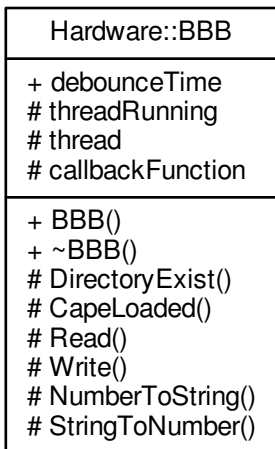 Hardware::BBB
+ debounceTime
# threadRunning
# thread
# callbackFunction
+ BBB()
+ ~BBB()
# DirectoryExist()
# CapeLoaded()
# Read()
# Write()
# NumberToString()
# StringToNumber()